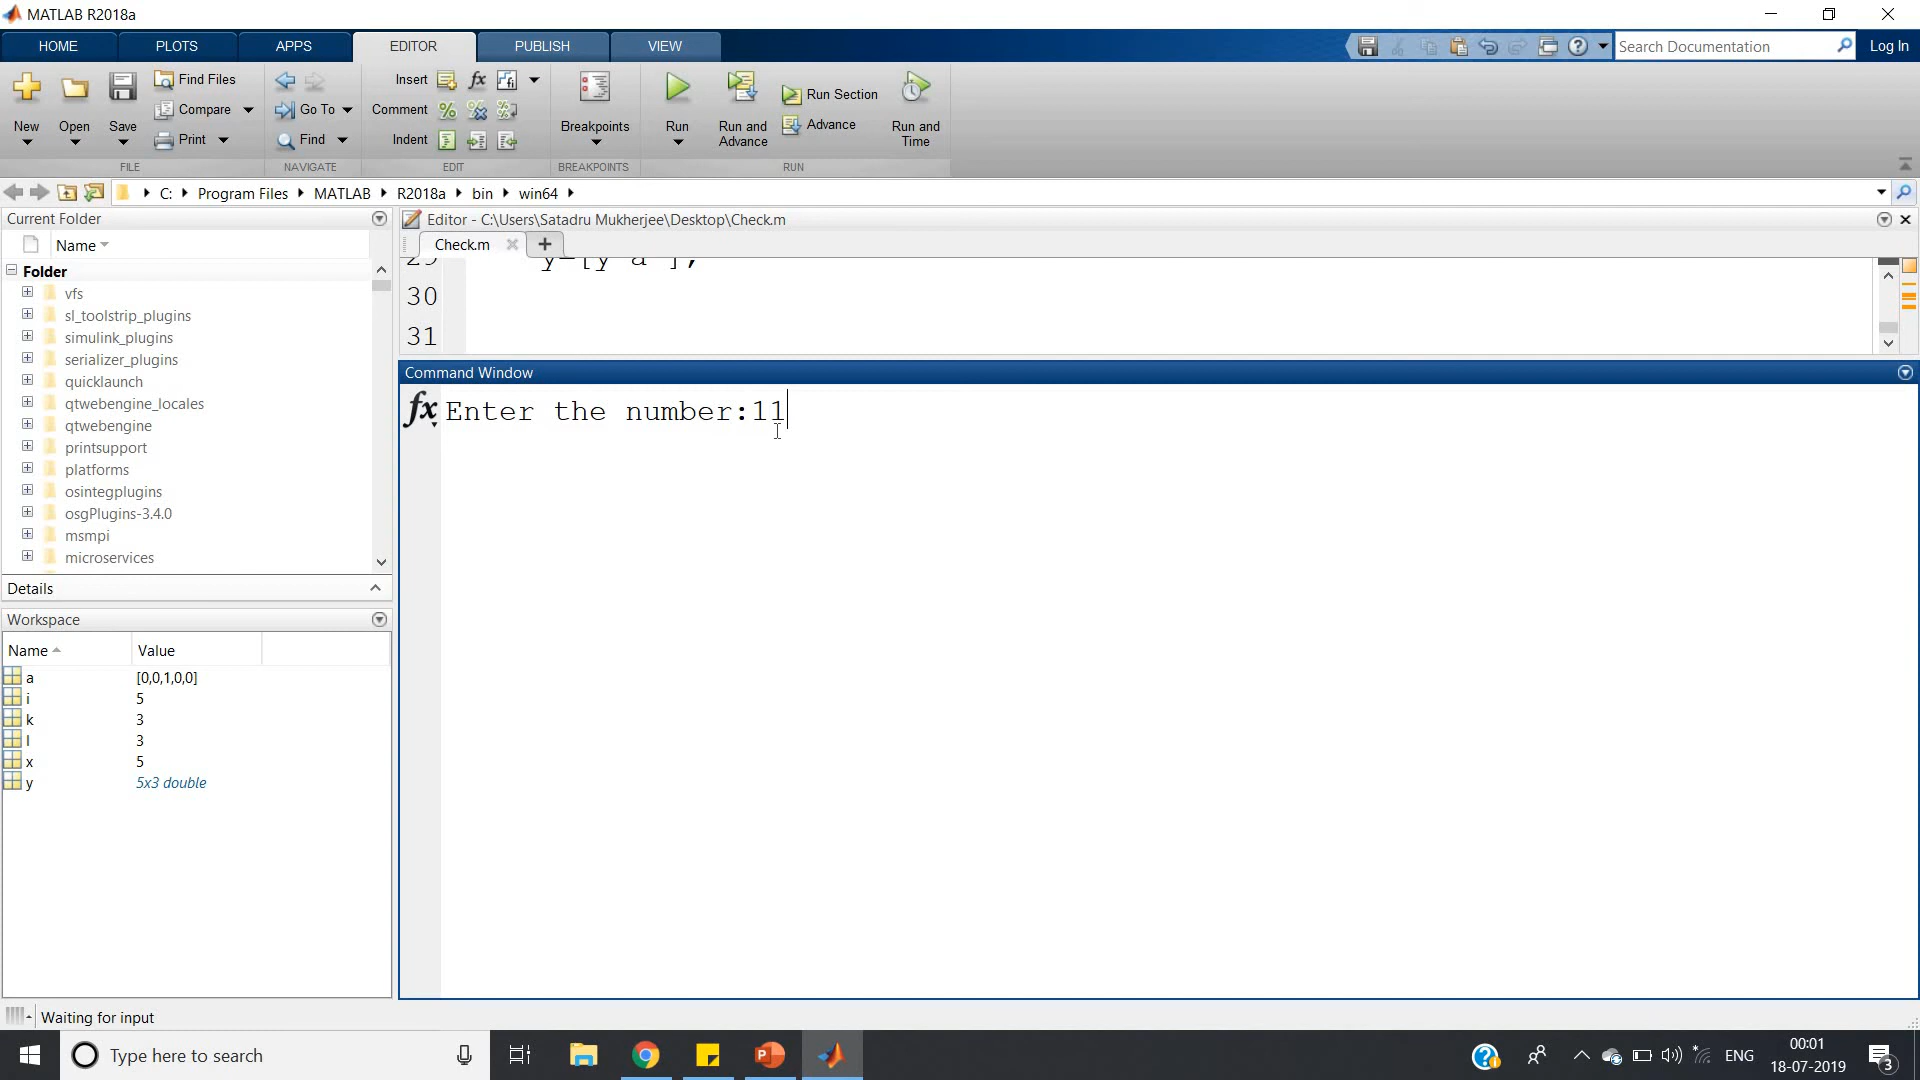 MATLAB R2018a
HOME PLOTS APPS EDITOR PUBLISH VIEW
Search Documentation
Log In
New
Open
Save
Find Files
Compare
Print
FILE
Go To
Find
NAVIGATE
Insert
Comment
Indent
EDIT
Breakpoints
BREAKPOINTS
Run
Run and Advance
Run Section
Advance
Run and Time
RUN
C: Program Files MATLAB R2018a bin win64
Current Folder
Name
Folder
vfs
sl_toolstrip_plugins
simulink_plugins
serializer_plugins
quicklaunch
qtwebengine_locales
qtwebengine
printsupport
platforms
osintegplugins
osgPlugins-3.4.0
msmpi
microservices
Details
Workspace
Name Value
a [0,0,1,0,0]
i 5
k 3
l 3
x 5
y 5x3 double
Editor - C:\Users\Satadru Mukherjee\Desktop\Check.m
Check.m
30
31
Command Window
fx Enter the number:11
Waiting for input
Type here to search
ENG
00:01
18-07-2019
3